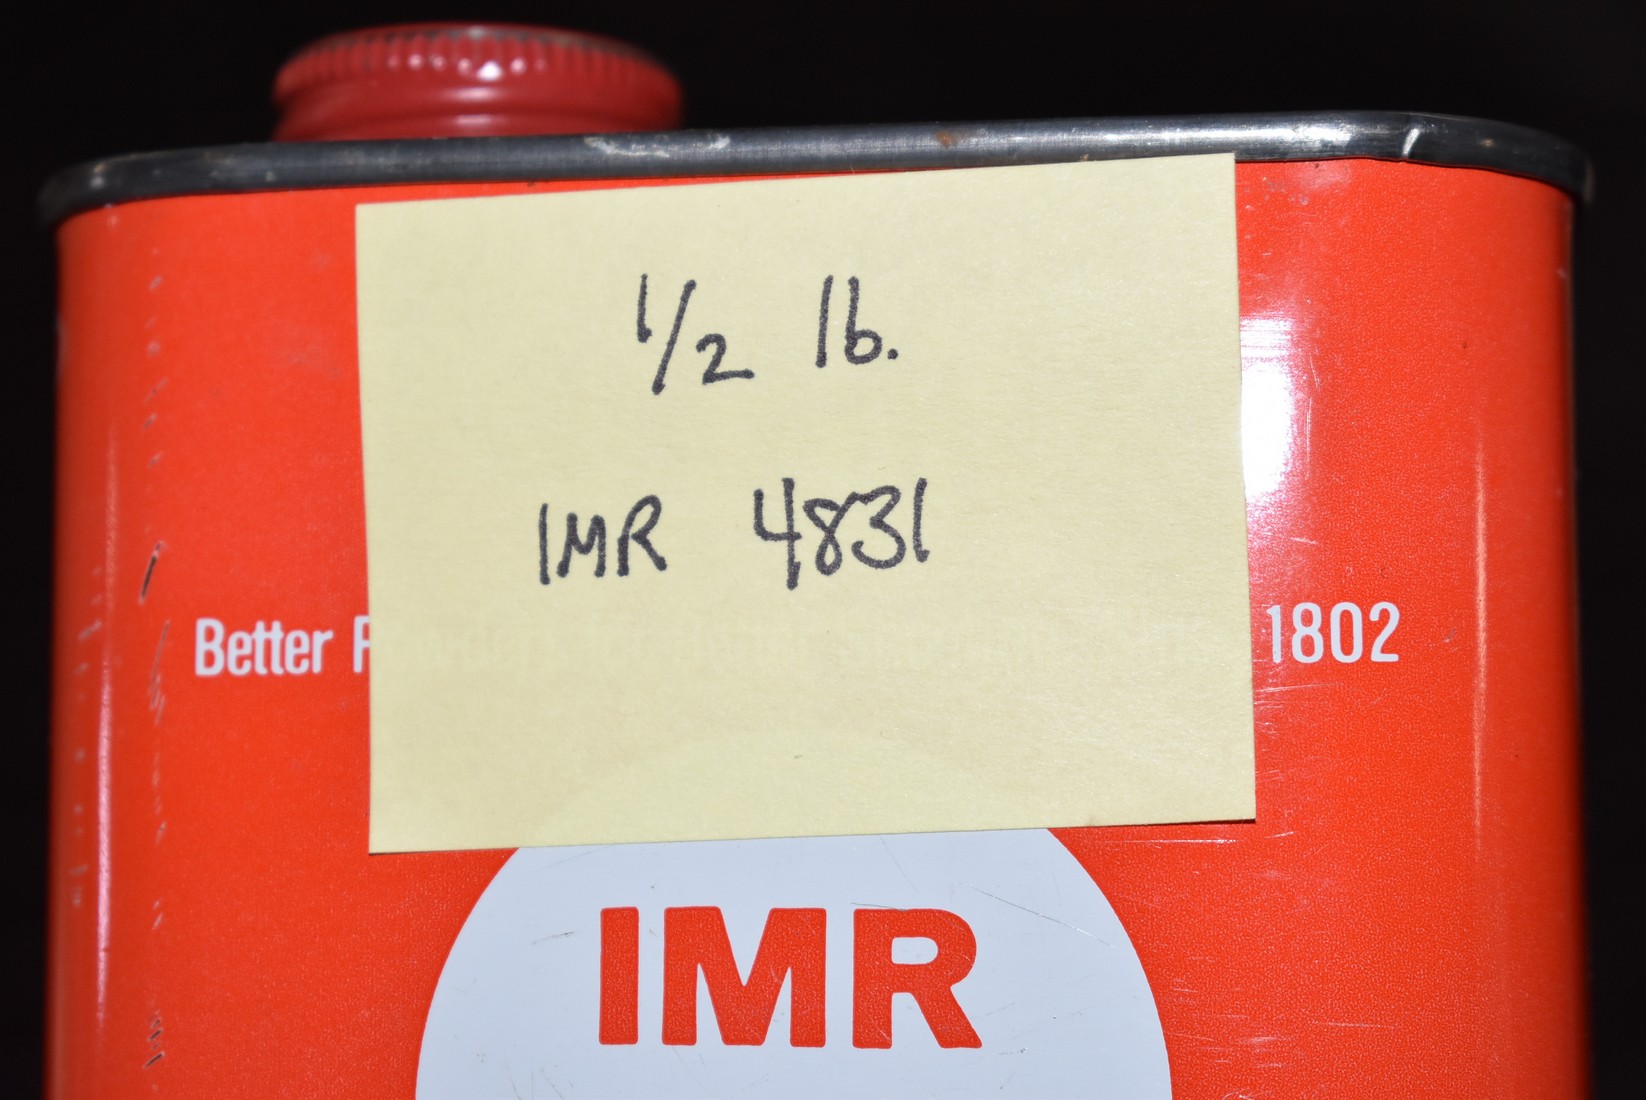 1/2 lb.
IMR 4831
Better
1802
IMR